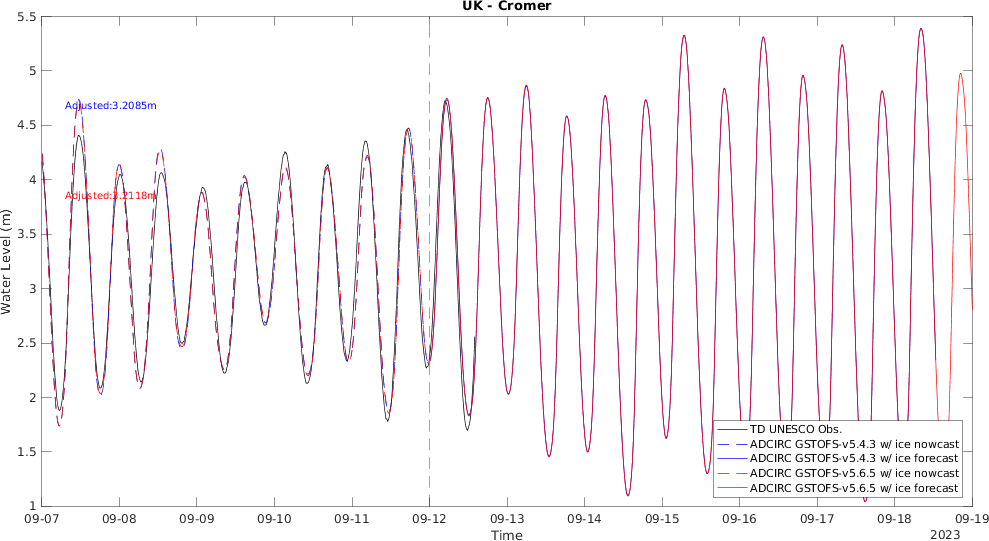 UK - Cromer
5.5
5
4.5
4
3.5
3
2.5
2
1.5
1
Water Level (m)
Adjusted:3.2085m
Adjusted:3.2118m
TD UNESCO Obs.
ADCIRC GSTOFS-v5.4.3 w/ ice nowcast
ADCIRC GSTOFS-v5.4.3 w/ ice forecast
ADCIRC GSTOFS-v5.6.5 w/ ice nowcast
ADCIRC GSTOFS-v5.6.5 w/ ice forecast
09-07 09-08 09-09 09-10 09-11 09-12 09-13 09-14 09-15 09-16 09-17 09-18 09-19
Time
2023